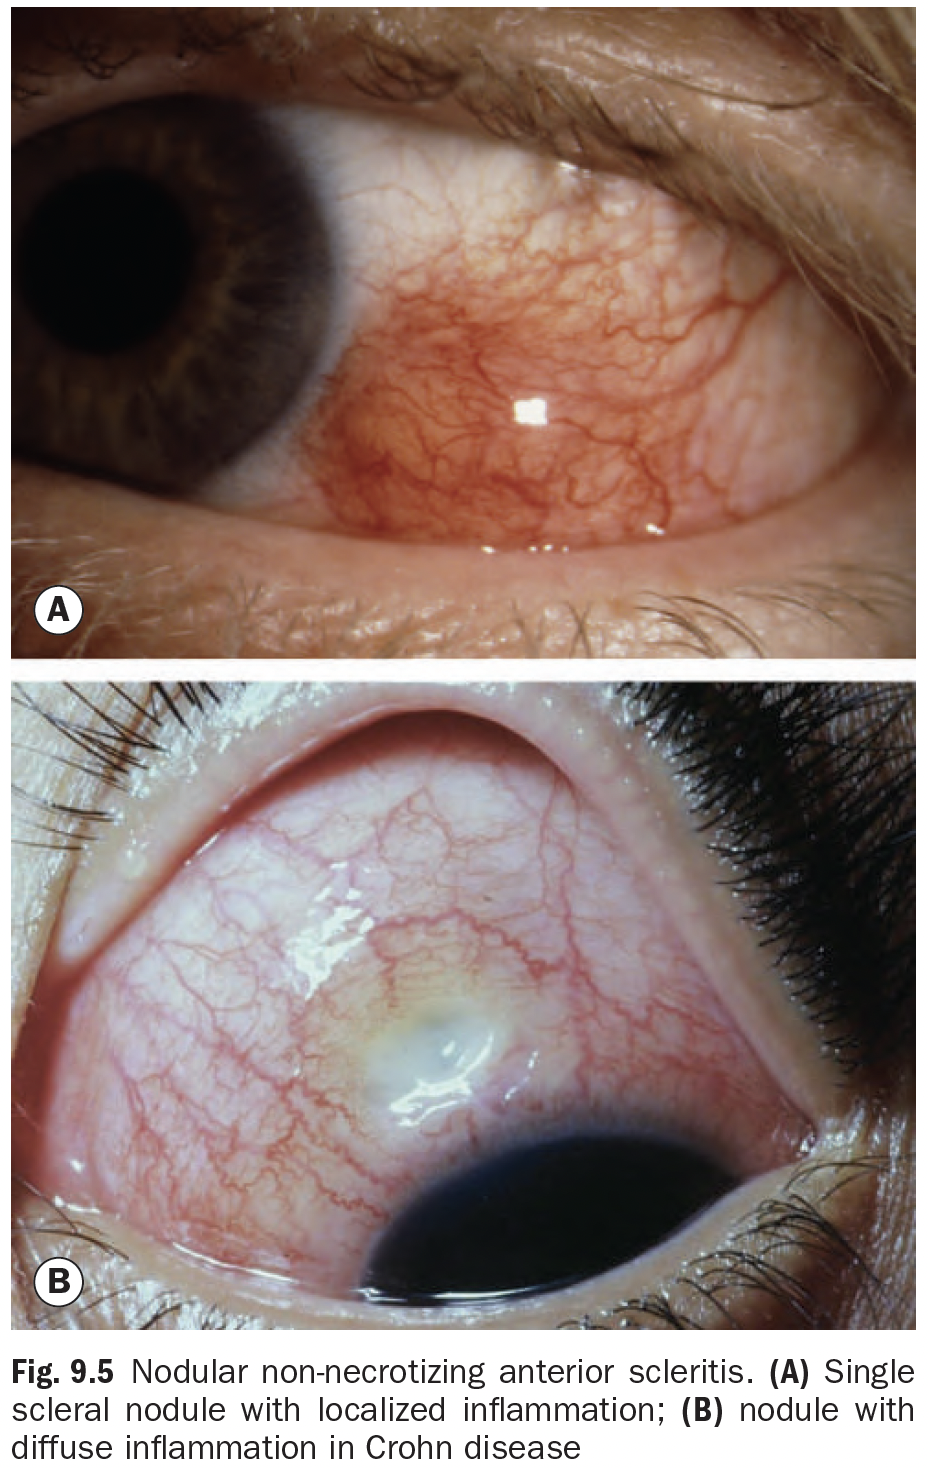 A
B
Fig. 9.5 Nodular non-necrotizing anterior scleritis. (A) Single
scleral nodule with localized inflammation; (B) nodule with
diffuse inflammation in Crohn disease